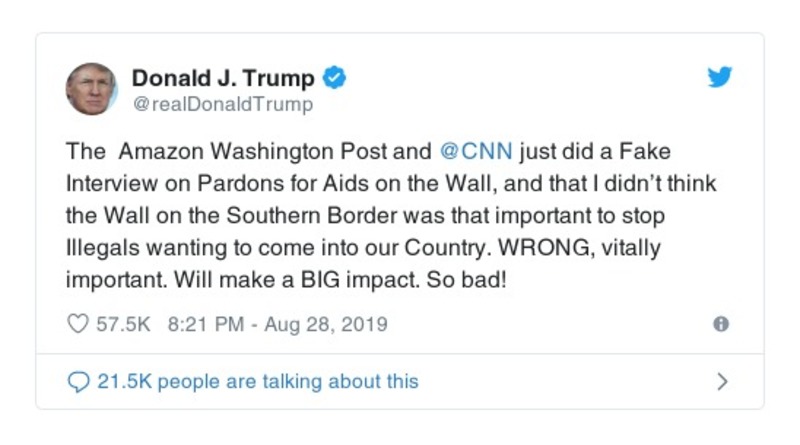 Donald J. Trump
@realDonaldTrump
The  Amazon Washington Post and @CNN just did a Fake
Interview on Pardons for Aids on the Wall, and that I didn’t think
the Wall on the Southern Border was that important to stop
Illegals wanting to come into our Country. WRONG, vitally
important. Will make a BIG impact. So bad!
57.5K 8:21 PM - Aug 28, 2019
21.5K people are talking about this